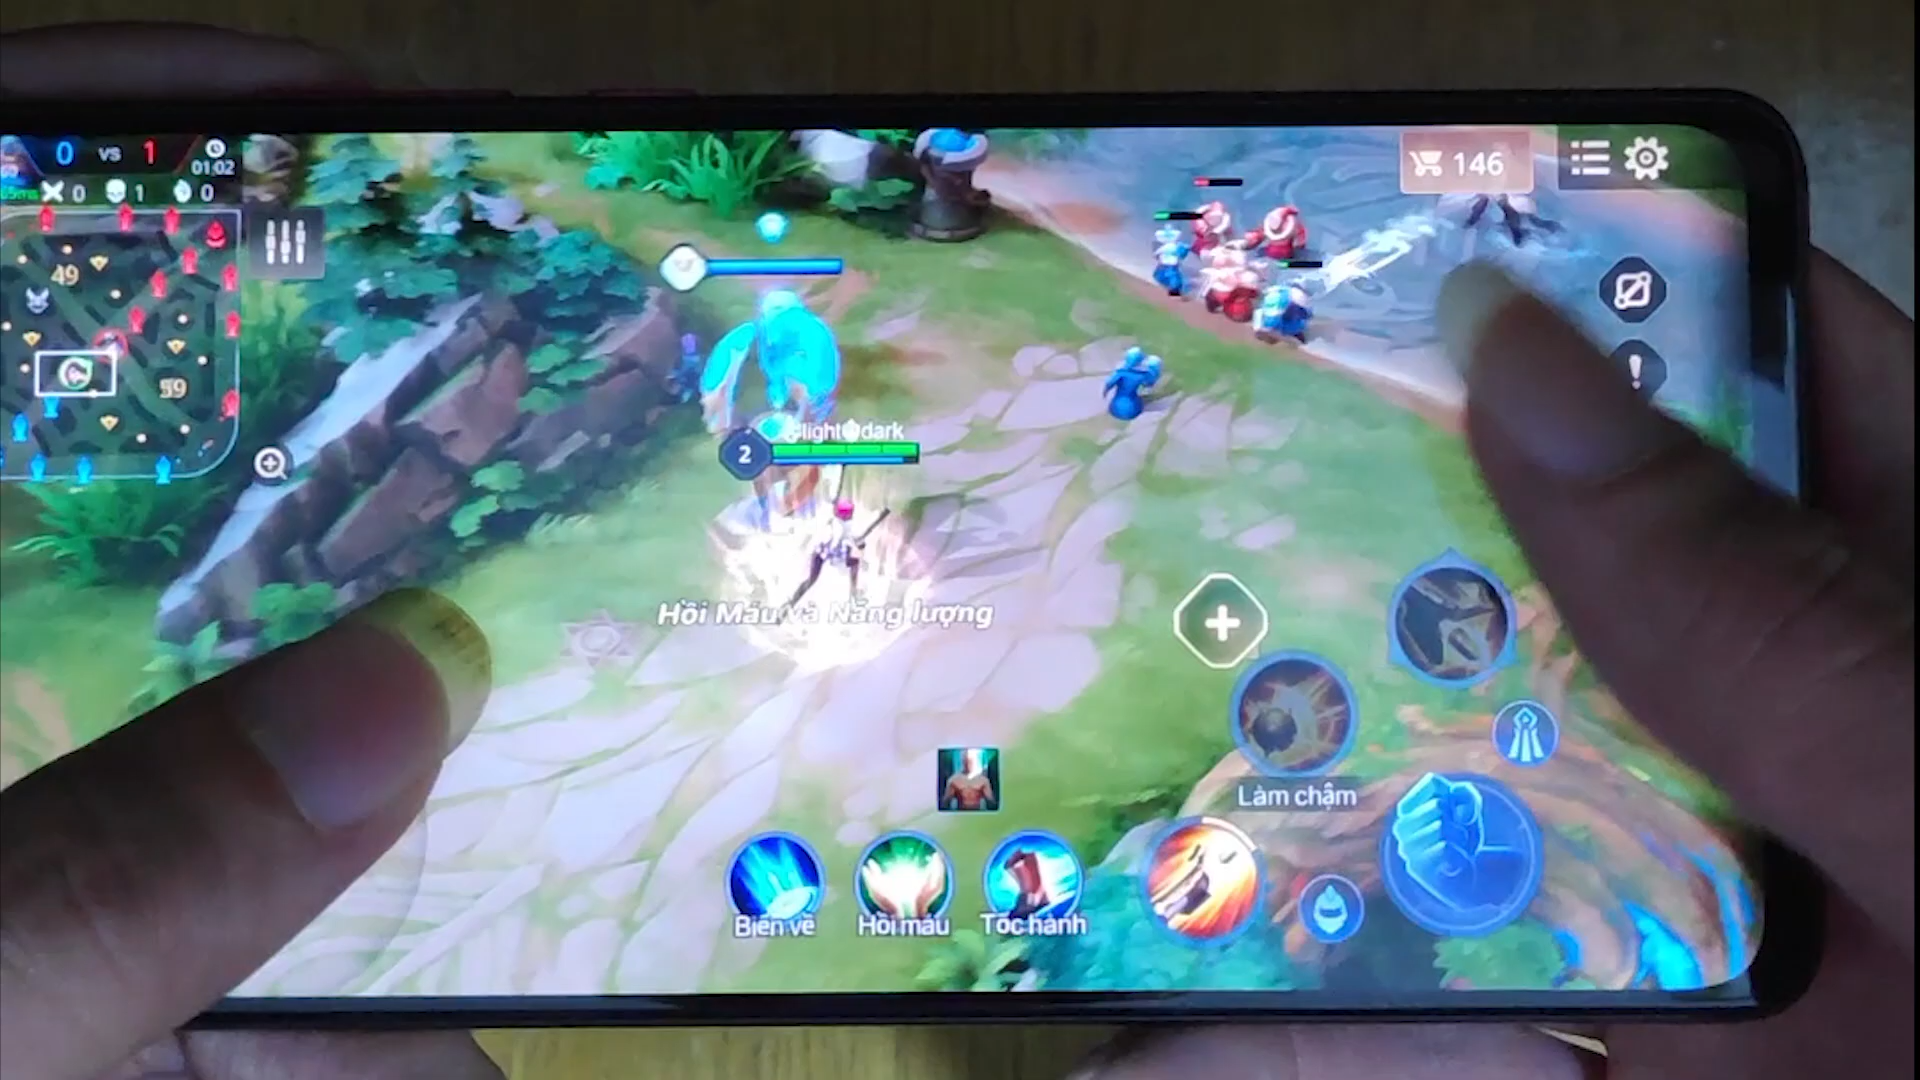 0 vs 1
01:02
0 1 0
146
49
59
light dark
2
Hồi Máu và Năng lượng
Làm chậm
Biến về
Hồi máu
Tốc hành